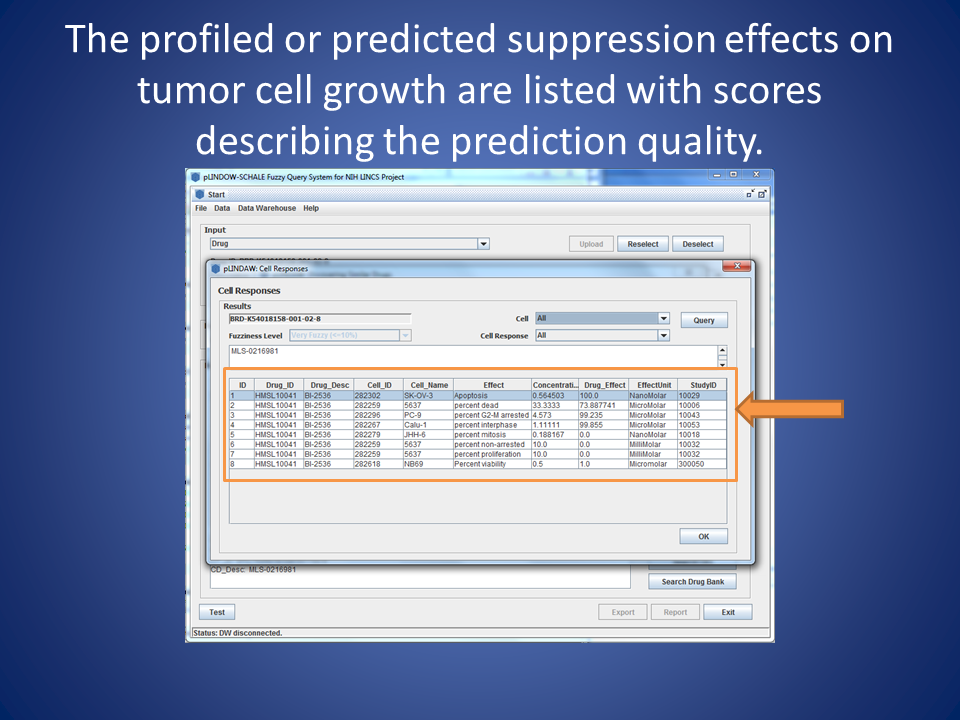 The profiled or predicted suppression effects on
tumor cell growth are listed with scores
describing the prediction quality.
pLINDOW-SCHALE Fuzzy Query System for NIH LINCS Project
Start
File Data Data Warehouse Help
Input
Drug
Upload Reselect Deselect
pLINDAW: Cell Responses
Cell Responses
Results
BRD-K54018158-001-02-8 Cell All Query
Fuzziness Level Very Fuzzy (<=10%) Cell Response All
MLS-0216981
ID Drug_ID Drug_Desc Cell_ID Cell_Name Effect Concentrati... Drug_Effect EffectUnit StudyID
1 HMSL10041 BI-2536 282302 SK-OV-3 Apoptosis 0.564503 100.0 NanoMolar 10029
2 HMSL10041 BI-2536 282259 5637 percent dead 33.3333 73.887741 MicroMolar 10006
3 HMSL10041 BI-2536 282296 PC-9 percent G2-M arrested 4.573 99.235 MicroMolar 10043
4 HMSL10041 BI-2536 282267 Calu-1 percent interphase 1.11111 99.855 MicroMolar 10053
5 HMSL10041 BI-2536 282279 JHH-6 percent mitosis 0.188167 0.0 NanoMolar 10018
6 HMSL10041 BI-2536 282259 5637 percent non-arrested 10.0 0.0 MilliMolar 10032
7 HMSL10041 BI-2536 282259 5637 percent proliferation 10.0 0.0 MilliMolar 10032
8 HMSL10041 BI-2536 282618 NB69 Percent viability 0.5 1.0 Micromolar 300050
OK
CD_Desc: MLS-0216981
Search Drug Bank
Test Export Report Exit
Status: DW disconnected.